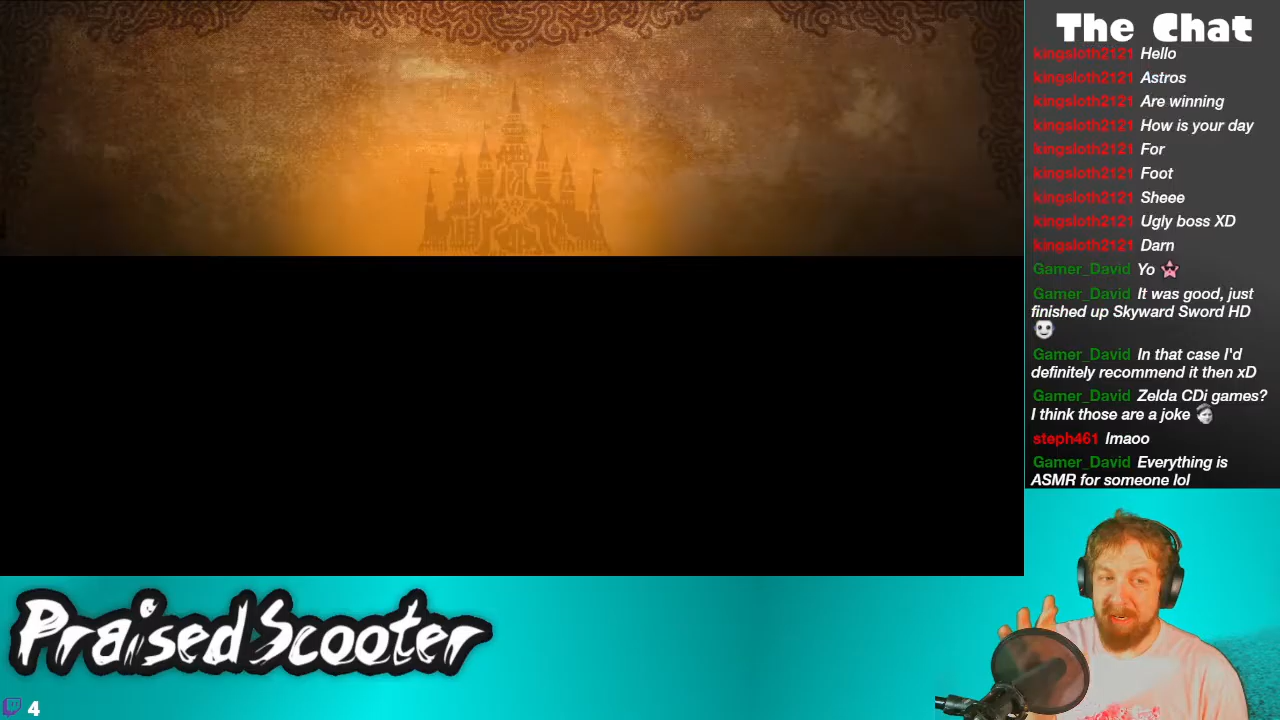 The Chat
kingsloth2121 Hello
kingsloth2121 Astros
kingsloth2121 Are winning
kingsloth2121 How is your day
kingsloth2121 For
kingsloth2121 Foot
kingsloth2121 Sheee
kingsloth2121 Ugly boss XD
kingsloth2121 Darn
Gamer_David Yo
Gamer_David It was good, just
finished up Skyward Sword HD
Gamer_David In that case I'd
definitely recommend it then xD
Gamer_David Zelda CDi games?
I think those are a joke
steph461 lmaoo
Gamer_David Everything is
ASMR for someone lol
PraisedScooter
4